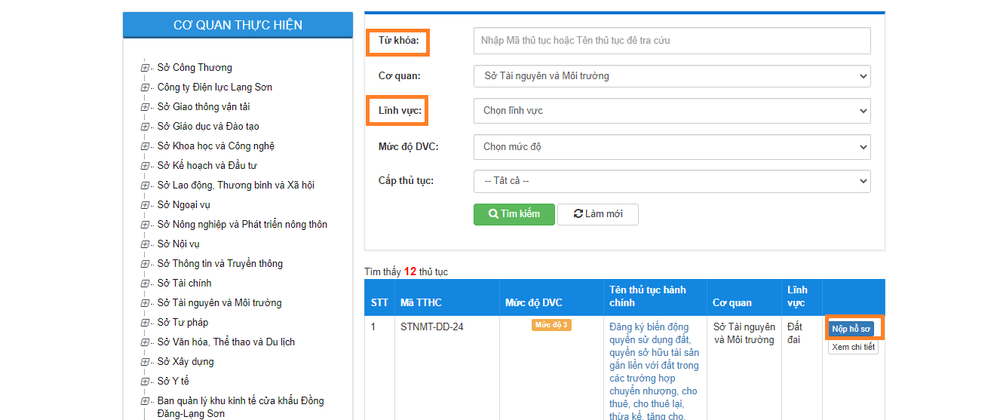 CƠ QUAN THỰC HIỆN
Sở Công Thương
Công ty Điện lực Lạng Sơn
Sở Giao thông vận tải
Sở Giáo dục và Đào tạo
Sở Khoa học và Công nghệ
Sở Kế hoạch và Đầu tư
Sở Lao động, Thương binh và Xã hội
Sở Ngoại vụ
Sở Nông nghiệp và Phát triển nông thôn
Sở Nội vụ
Sở Thông tin và Truyền thông
Sở Tài chính
Sở Tài nguyên và Môi trường
Sở Tư pháp
Sở Văn hóa, Thể thao và Du lịch
Sở Xây dựng
Sở Y tế
Ban quản lý khu kinh tế cửa khẩu Đồng
Đăng-Lạng Sơn
Từ khóa:
Nhập Mã thủ tục hoặc Tên thủ tục để tra cứu
Cơ quan:
Sở Tài nguyên và Môi trường
Lĩnh vực:
Chọn lĩnh vực
Mức độ DVC:
Chọn mức độ
Cấp thủ tục:
-- Tất cả --
Tìm kiếm
Làm mới
Tìm thấy 12 thủ tục
STT
Mã TTHC
Mức độ DVC
Tên thủ tục hành
chính
Cơ quan
Lĩnh
vực
1
STNMT-DD-24
Mức độ 3
Đăng ký biến động
quyền sử dụng đất,
quyền sở hữu tài sản
gắn liền với đất trong
các trường hợp
chuyển nhượng, cho
thuê, cho thuê lại,
thừa kế, tặng cho,
Sở Tài nguyên
và Môi trường
Đất
đai
Nộp hồ sơ
Xem chi tiết